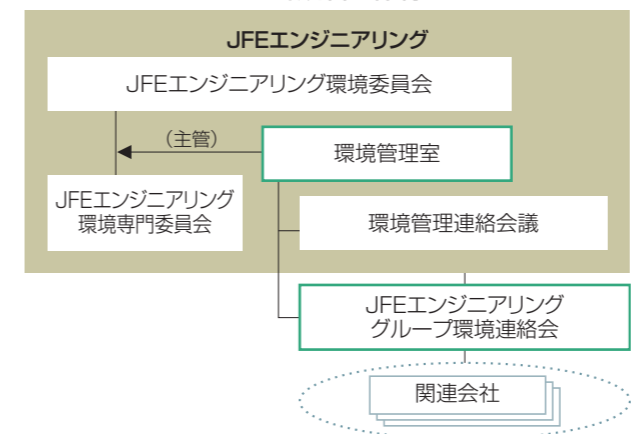 JFEエンジニアリング
JFEエンジニアリング環境委員会
（主管）
環境管理室
JFEエンジニアリング
環境専門委員会
環境管理連絡会議
JFEエンジニアリング
グループ環境連絡会
関連会社